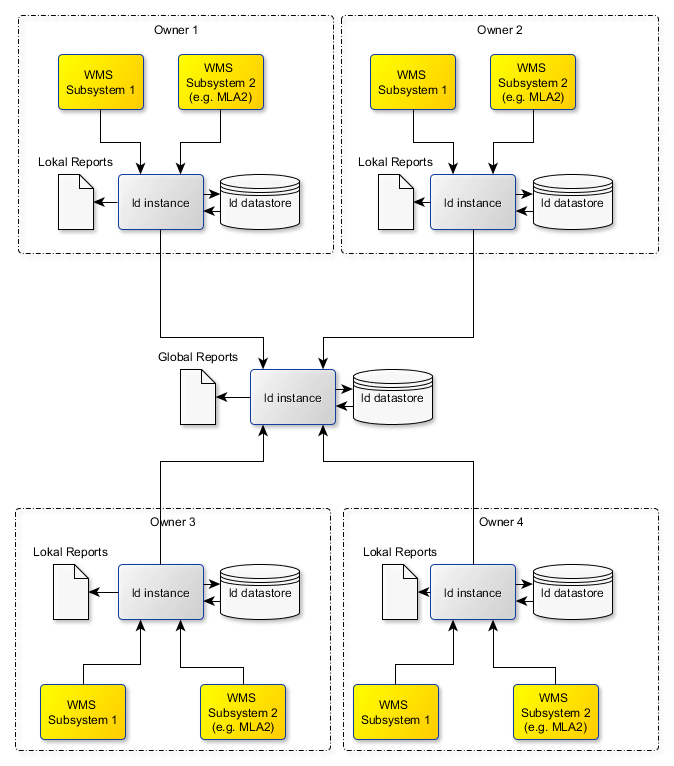 Owner 1
Owner 2
WMS
Subsystem 1
WMS
Subsystem 2
(e.g. MLA2)
WMS
Subsystem 1
WMS
Subsystem 2
(e.g. MLA2)
Lokal Reports
Id instance
Id datastore
Lokal Reports
Id instance
Id datastore
Global Reports
Id instance
Id datastore
Owner 3
Owner 4
Lokal Reports
Id instance
Id datastore
Lokal Reports
Id instance
Id datastore
WMS
Subsystem 1
WMS
Subsystem 2
(e.g. MLA2)
WMS
Subsystem 1
WMS
Subsystem 2
(e.g. MLA2)